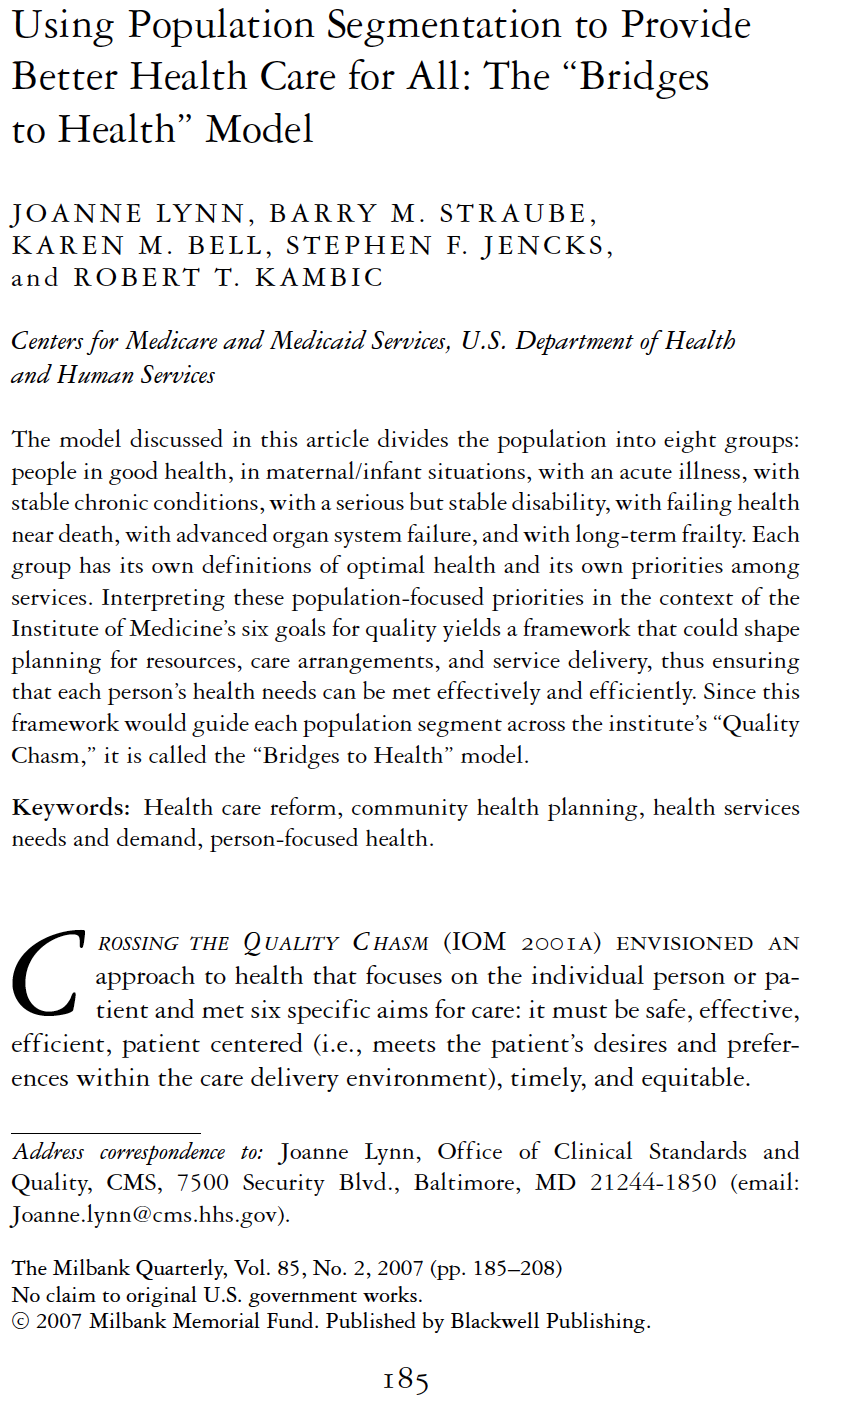 Using Population Segmentation to Provide
Better Health Care for All: The “Bridges
to Health” Model
JOANNE LYNN, BARRY M. STRAUBE,
KAREN M. BELL, STEPHEN F. JENCKS,
and ROBERT T. KAMBIC
Centers for Medicare and Medicaid Services, U.S. Department of Health
and Human Services
The model discussed in this article divides the population into eight groups:
people in good health, in maternal/infant situations, with an acute illness, with
stable chronic conditions, with a serious but stable disability, with failing health
near death, with advanced organ system failure, and with long-term frailty. Each
group has its own definitions of optimal health and its own priorities among
services. Interpreting these population-focused priorities in the context of the
Institute of Medicine’s six goals for quality yields a framework that could shape
planning for resources, care arrangements, and service delivery, thus ensuring
that each person’s health needs can be met effectively and efficiently. Since this
framework would guide each population segment across the institute’s “Quality
Chasm,” it is called the “Bridges to Health” model.
Keywords: Health care reform, community health planning, health services
needs and demand, person-focused health.
CROSSING THE QUALITY CHASM (IOM 2001A) ENVISIONED AN
approach to health that focuses on the individual person or pa-
tient and met six specific aims for care: it must be safe, effective,
efficient, patient centered (i.e., meets the patient’s desires and prefer-
ences within the care delivery environment), timely, and equitable.
Address correspondence to: Joanne Lynn, Office of Clinical Standards and
Quality, CMS, 7500 Security Blvd., Baltimore, MD 21244-1850 (email:
Joanne.lynn@cms.hhs.gov).
The Milbank Quarterly, Vol. 85, No. 2, 2007 (pp. 185–208)
No claim to original U.S. government works.
© 2007 Milbank Memorial Fund. Published by Blackwell Publishing.
185